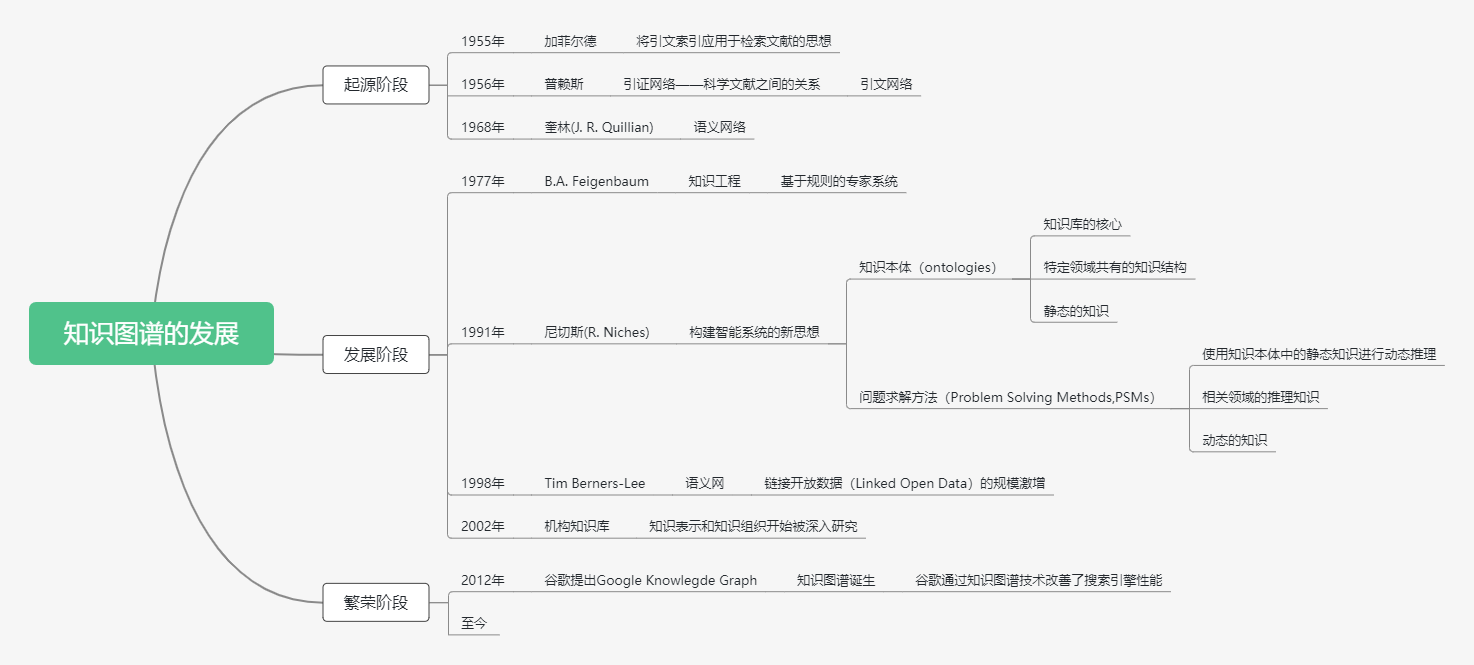 知识图谱的发展
起源阶段
1955年 加菲尔德 将引文索引应用于检索文献的思想
1956年 普赖斯 引证网络——科学文献之间的关系 引文网络
1968年 奎林(J. R. Quillian) 语义网络
发展阶段
1977年 B.A. Feigenbaum 知识工程 基于规则的专家系统
1991年 尼切斯(R. Niches) 构建智能系统的新思想
知识本体（ontologies）
知识库的核心
特定领域共有的知识结构
静态的知识
问题求解方法（Problem Solving Methods,PSMs）
使用知识本体中的静态知识进行动态推理
相关领域的推理知识
动态的知识
1998年 Tim Berners-Lee 语义网 链接开放数据（Linked Open Data）的规模激增
2002年 机构知识库 知识表示和知识组织开始被深入研究
繁荣阶段
2012年 谷歌提出Google Knowlegde Graph 知识图谱诞生 谷歌通过知识图谱技术改善了搜索引擎性能
至今